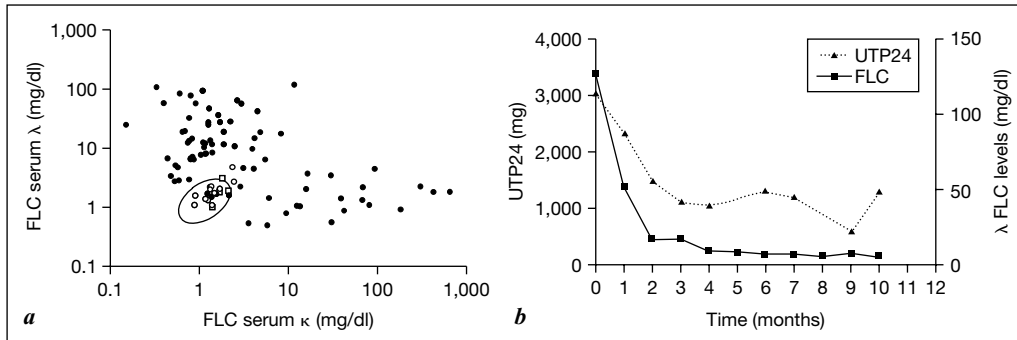 1,000
100
10
1
0.1
FLC serum λ (mg/dl)
0.1 1 10 100 1,000
FLC serum κ (mg/dl)
a
4,000
3,000
2,000
1,000
0
UTP24 (mg)
UTP24
FLC
150
100
50
0
λ FLC levels (mg/dl)
0 1 2 3 4 5 6 7 8 9 10 11 12
Time (months)
b